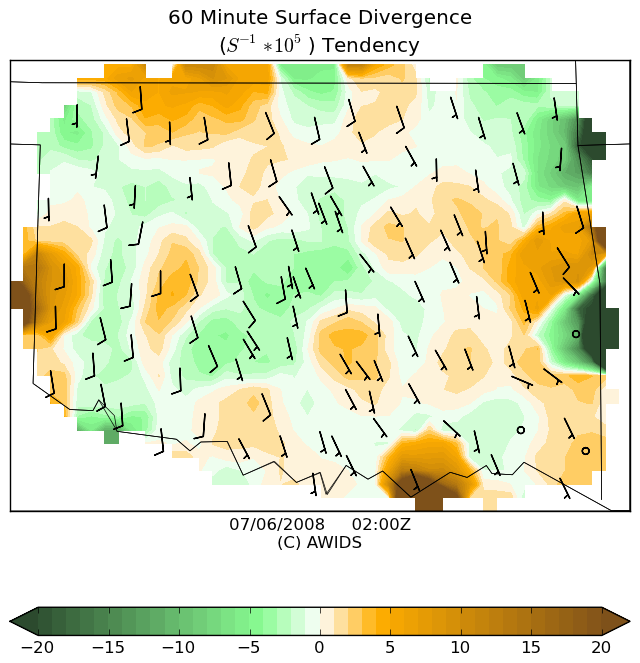 60 Minute Surface Divergence
(S⁻¹ *10⁵ ) Tendency
07/06/2008 02:00Z
(C) AWIDS
−20 −15 −10 −5 0 5 10 15 20